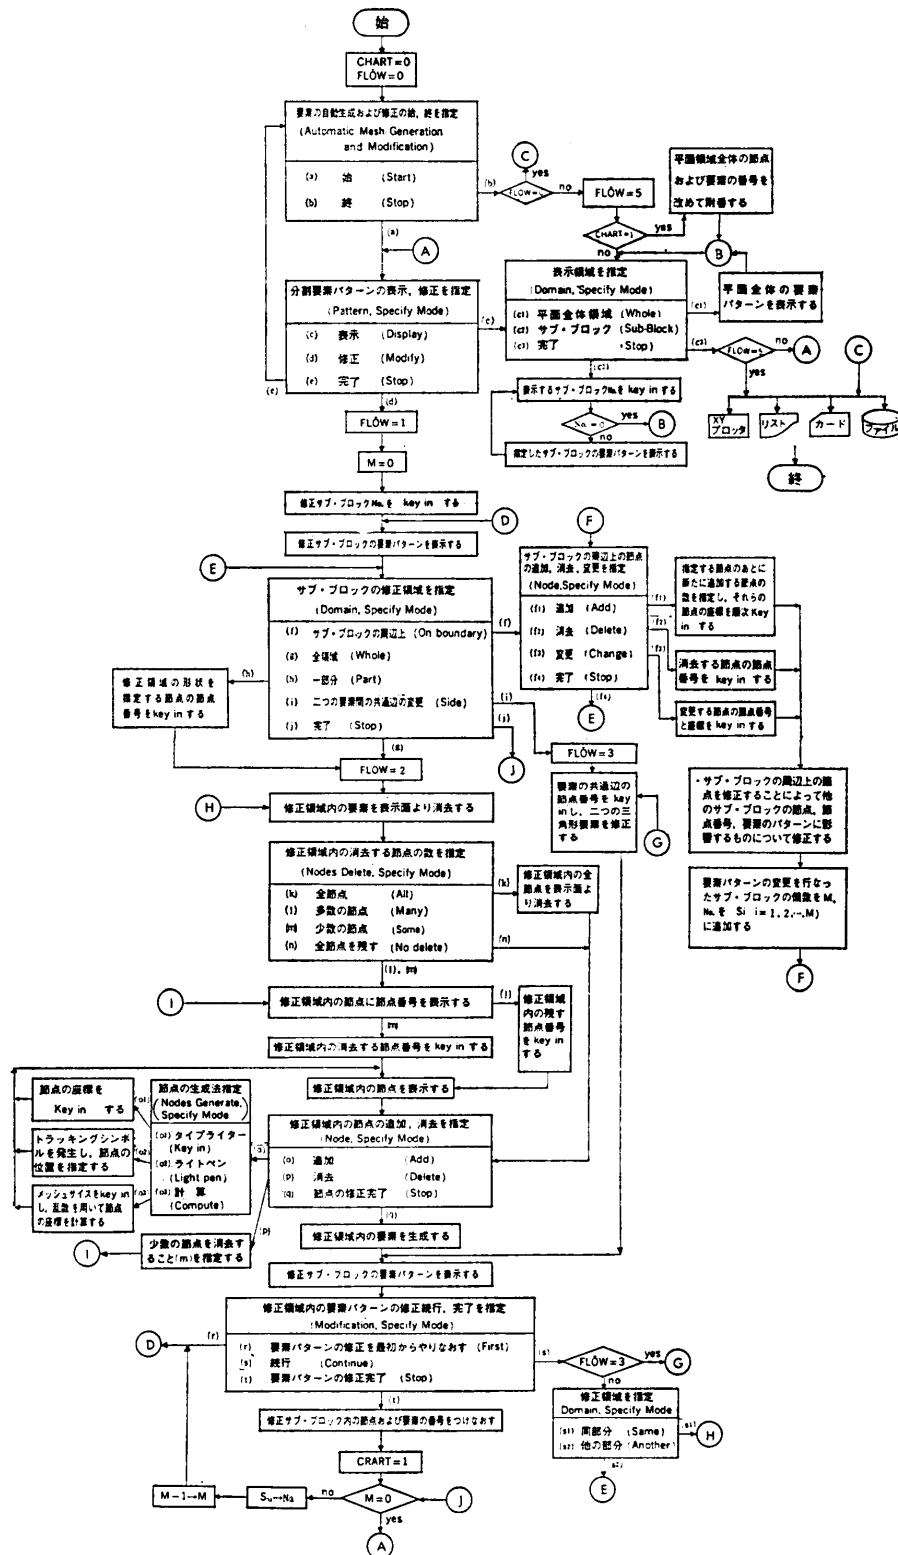 始
CHART=0
FLOW=0
要素の自動生成および修正の始、終を指定
(Automatic Mesh Generation
and Modification)
(a) 始 (Start)
(b) 終 (Stop)
(b)
C
yes
no
FLOW=5
CHART=1
yes
no
平面領域全体の節点
および要素の番号を
改めて附番する
B
(a)
A
分割要素パターンの表示、修正を指定
(Pattern, Specify Mode)
(c) 表示 (Display)
(d) 修正 (Modify)
(e) 完了 (Stop)
(c)
(e)
(d)
表示領域を指定
(Domain, Specify Mode)
(c1) 平面全体領域 (Whole)
(c2) サブ・ブロック (Sub-Block)
(c3) 完了 (Stop)
(c1)
平面全体の要素
パターンを表示する
(c3)
FLOW=5
no
A
yes
C
XY
プロッタ
リスト
カード
ファイル
終
(c2)
表示するサブ・ブロックNo.を key in する
No.=0
yes
B
no
指定したサブ・ブロックの要素パターンを表示する
FLOW=1
M=0
修正サブ・ブロックNo.を key in する
D
修正サブ・ブロックの要素パターンを表示する
E
サブ・ブロックの修正領域を指定
(Domain, Specify Mode)
(f) サブ・ブロックの周辺上 (On boundary)
(g) 全領域 (Whole)
(h) 一部分 (Part)
(i) 二つの要素間の共通辺の変更 (Side)
(j) 完了 (Stop)
(f)
(h)
(i)
(j)
(g)
J
修正領域の形状を
指定する節点の節点
番号をkey in する
F
サブ・ブロックの周辺上の節点
の追加、消去、変更を指定
(Node,Specify Mode)
(f1) 追加 (Add)
(f2) 消去 (Delete)
(f3) 変更 (Change)
(f4) 完了 (Stop)
(f1)
(f2)
(f3)
(f4)
E
指定する節点のあとに
新たに追加する節点の
数を指定し、それらの
節点の座標を順次Key
in する
消去する節点の節点
番号を key in する
変更する節点の節点番号
と座標をkey in する
・サブ・ブロックの周辺上の節
点を修正することによって他
のサブ・ブロックの節点、節
点番号、要素のパターンに影
響するものについて修正する
要素パターンの変更を行なっ
たサブ・ブロックの個数を M,
No.を Si i=1, 2, …, M)
に追加する
F
FLOW=3
要素の共通辺の
節点番号を key
inし、二つの三
角形要素を修正
する
G
FLOW=2
H
修正領域内の要素を表示面より消去する
修正領域内の消去する節点の数を指定
(Nodes Delete, Specify Mode)
(k) 全節点 (All)
(l) 多数の節点 (Many)
(m) 少数の節点 (Some)
(n) 全節点を残す (No delete)
(k)
(n)
修正領域内の全
節点を表示面よ
り消去する
(l), (m)
I
修正領域内の節点に節点番号を表示する
(l)
修正領域
内の残す
節点番号
をkey in
する
(m)
修正領域内の消去する節点番号をkey in する
修正領域内の節点を表示する
修正領域内の節点の追加、消去を指定
(Node, Specify Mode)
(o) 追加 (Add)
(p) 消去 (Delete)
(q) 節点の修正完了 (Stop)
(o)
(p)
(q)
節点の生成法指定
(Nodes Generate,
Specify Mode)
(o1) タイプライター
(Key in)
(o2) ライトペン
(Light pen)
(o3) 計算
(Compute)
(o1)
(o2)
(o3)
節点の座標を
Key in する
トラッキングシンボ
ルを発生し、節点の
位置を指定する
メッシュサイズをkey in
し、乱数を用いて節点
の座標を計算する
I
少数の節点を消去す
ること(m)を指定する
修正領域内の要素を生成する
修正サブ・ブロックの要素パターンを表示する
修正領域内の要素パターンの修正続行、完了を指定
(Modification, Specify Mode)
(r) 要素パターンの修正を最初からやりなおす (First)
(s) 続行 (Continue)
(t) 要素パターンの修正完了 (Stop)
(r)
D
(s)
FLOW=3
yes
G
no
修正領域を指定
Domain, Specify Mode
(s1) 同部分 (Same)
(s2) 他の部分 (Another)
(s1)
H
(s2)
E
(t)
修正サブ・ブロック内の節点および要素の番号をつけなおす
CRART=1
M=0
J
no
M-1→M
yes
A